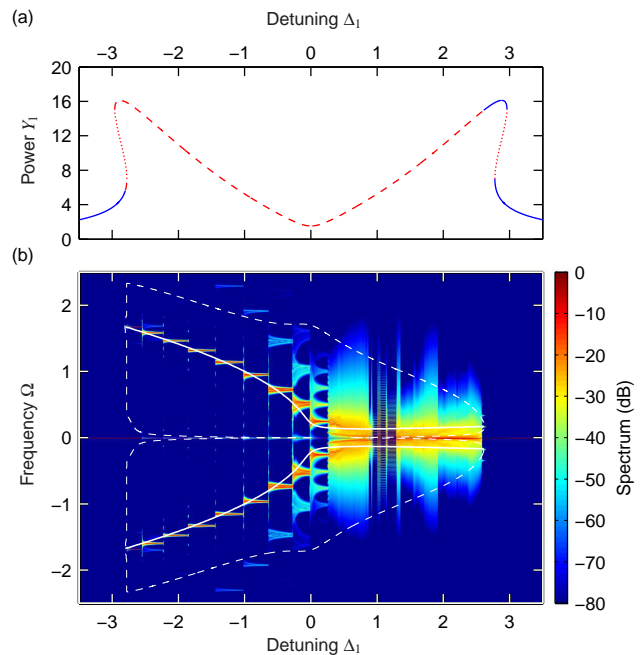 (a)
Detuning Δ₁
−3 −2 −1 0 1 2 3
20
16
12
8
4
0
Power Y₁
(b)
2
1
0
−1
−2
Frequency Ω
−3 −2 −1 0 1 2 3
Detuning Δ₁
0
−10
−20
−30
−40
−50
−60
−70
−80
Spectrum (dB)